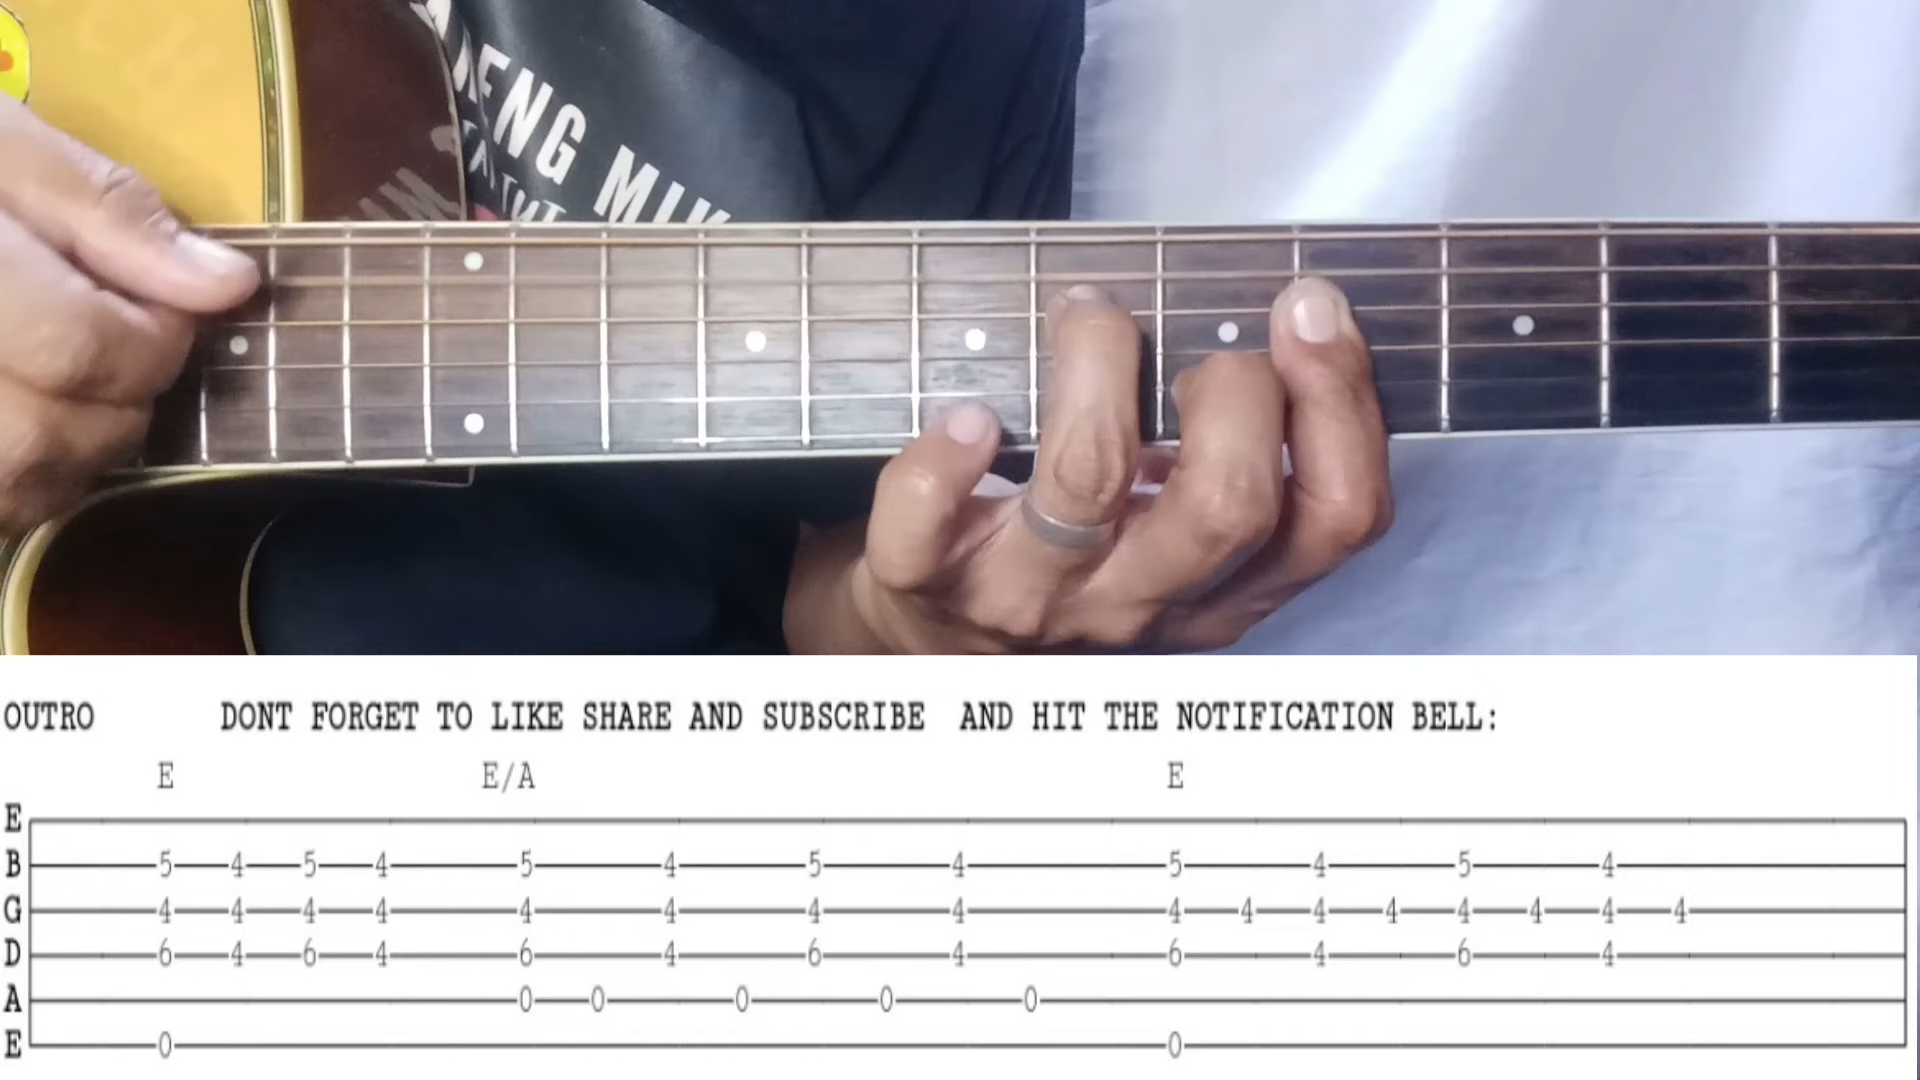 ENG MIK
OUTRO DONT FORGET TO LIKE SHARE AND SUBSCRIBE AND HIT THE NOTIFICATION BELL:
E E/A E
E
B 5 4 5 4 5 4 5 4 5 4 5 4
G 4 4 4 4 4 4 4 4 4 4 4 4 4 4 4 4
D 6 4 6 4 6 4 6 4 6 4 6 4
A 0 0 0 0 0
E 0 0